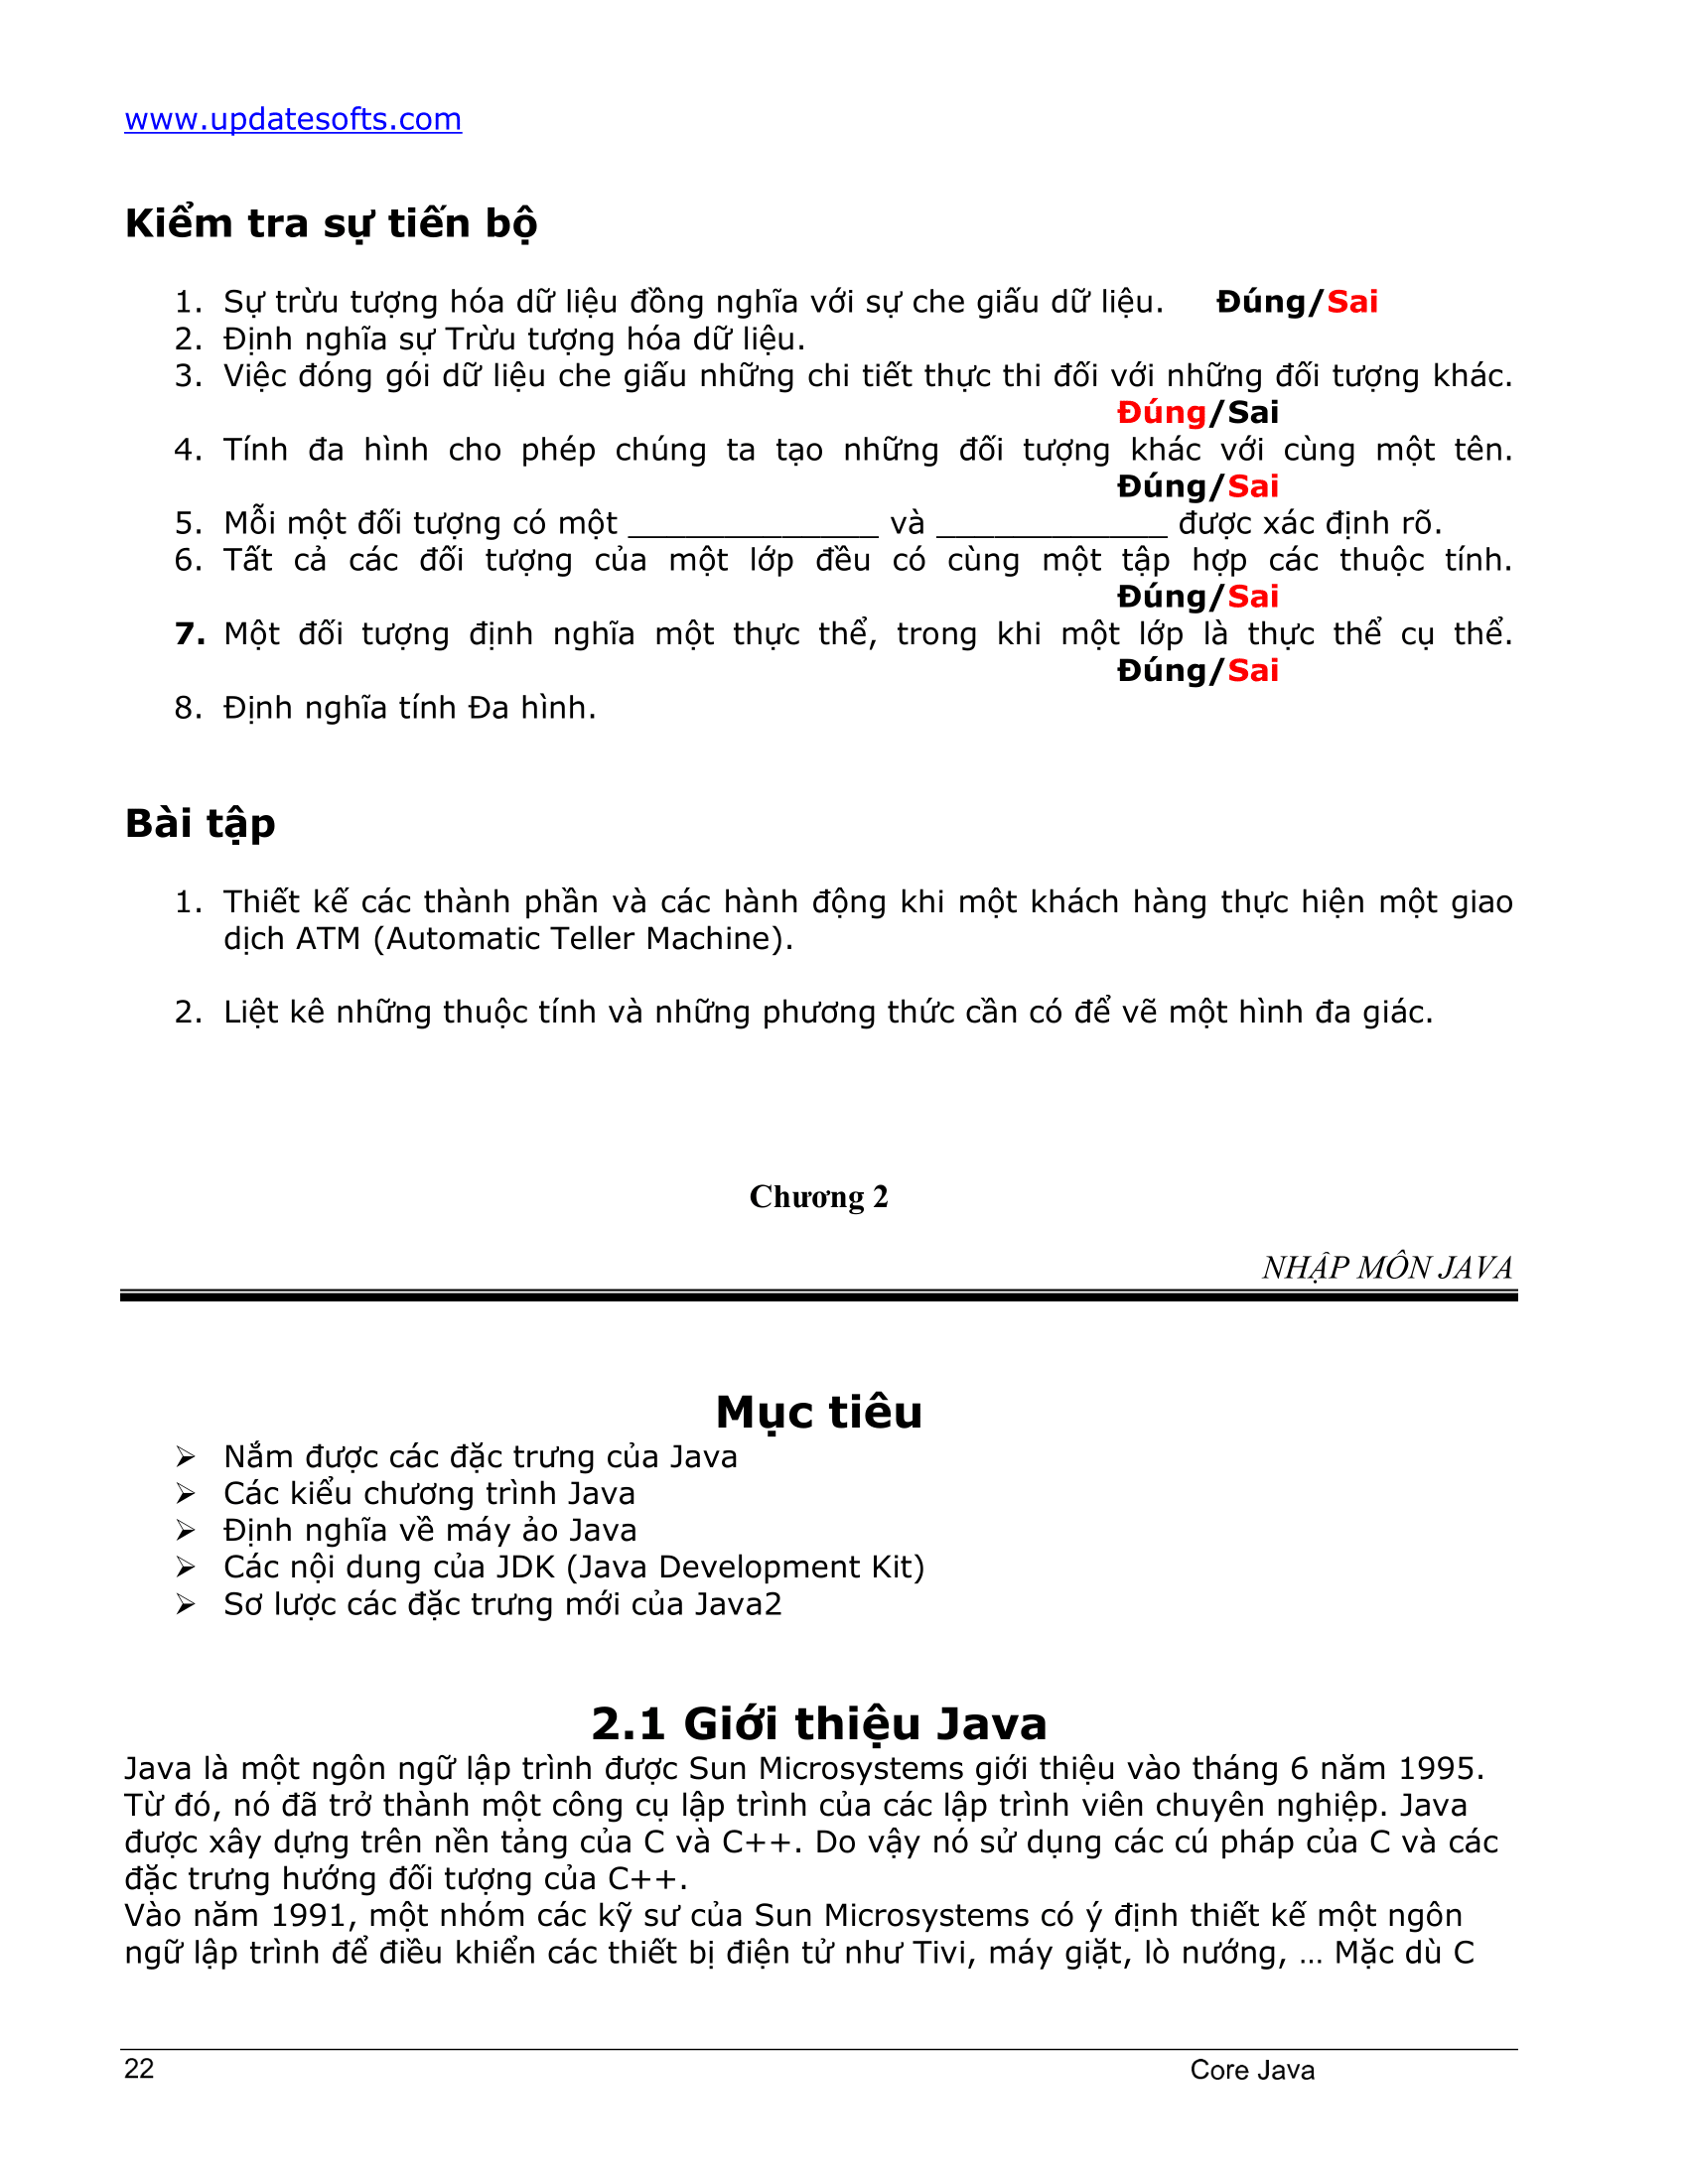 www.updatesofts.com
Kiểm tra sự tiến bộ
1. Sự trừu tượng hóa dữ liệu đồng nghĩa với sự che giấu dữ liệu. Đúng/Sai
2. Định nghĩa sự Trừu tượng hóa dữ liệu.
3. Việc đóng gói dữ liệu che giấu những chi tiết thực thi đối với những đối tượng khác.
Đúng/Sai
4. Tính đa hình cho phép chúng ta tạo những đối tượng khác với cùng một tên.
Đúng/Sai
5. Mỗi một đối tượng có một _____________ và ____________ được xác định rõ.
6. Tất cả các đối tượng của một lớp đều có cùng một tập hợp các thuộc tính.
Đúng/Sai
7. Một đối tượng định nghĩa một thực thể, trong khi một lớp là thực thể cụ thể.
Đúng/Sai
8. Định nghĩa tính Đa hình.
Bài tập
1. Thiết kế các thành phần và các hành động khi một khách hàng thực hiện một giao
dịch ATM (Automatic Teller Machine).
2. Liệt kê những thuộc tính và những phương thức cần có để vẽ một hình đa giác.
Chương 2
NHẬP MÔN JAVA
Mục tiêu
➢ Nắm được các đặc trưng của Java
➢ Các kiểu chương trình Java
➢ Định nghĩa về máy ảo Java
➢ Các nội dung của JDK (Java Development Kit)
➢ Sơ lược các đặc trưng mới của Java2
2.1 Giới thiệu Java
Java là một ngôn ngữ lập trình được Sun Microsystems giới thiệu vào tháng 6 năm 1995.
Từ đó, nó đã trở thành một công cụ lập trình của các lập trình viên chuyên nghiệp. Java
được xây dựng trên nền tảng của C và C++. Do vậy nó sử dụng các cú pháp của C và các
đặc trưng hướng đối tượng của C++.
Vào năm 1991, một nhóm các kỹ sư của Sun Microsystems có ý định thiết kế một ngôn
ngữ lập trình để điều khiển các thiết bị điện tử như Tivi, máy giặt, lò nướng, … Mặc dù C
22 Core Java